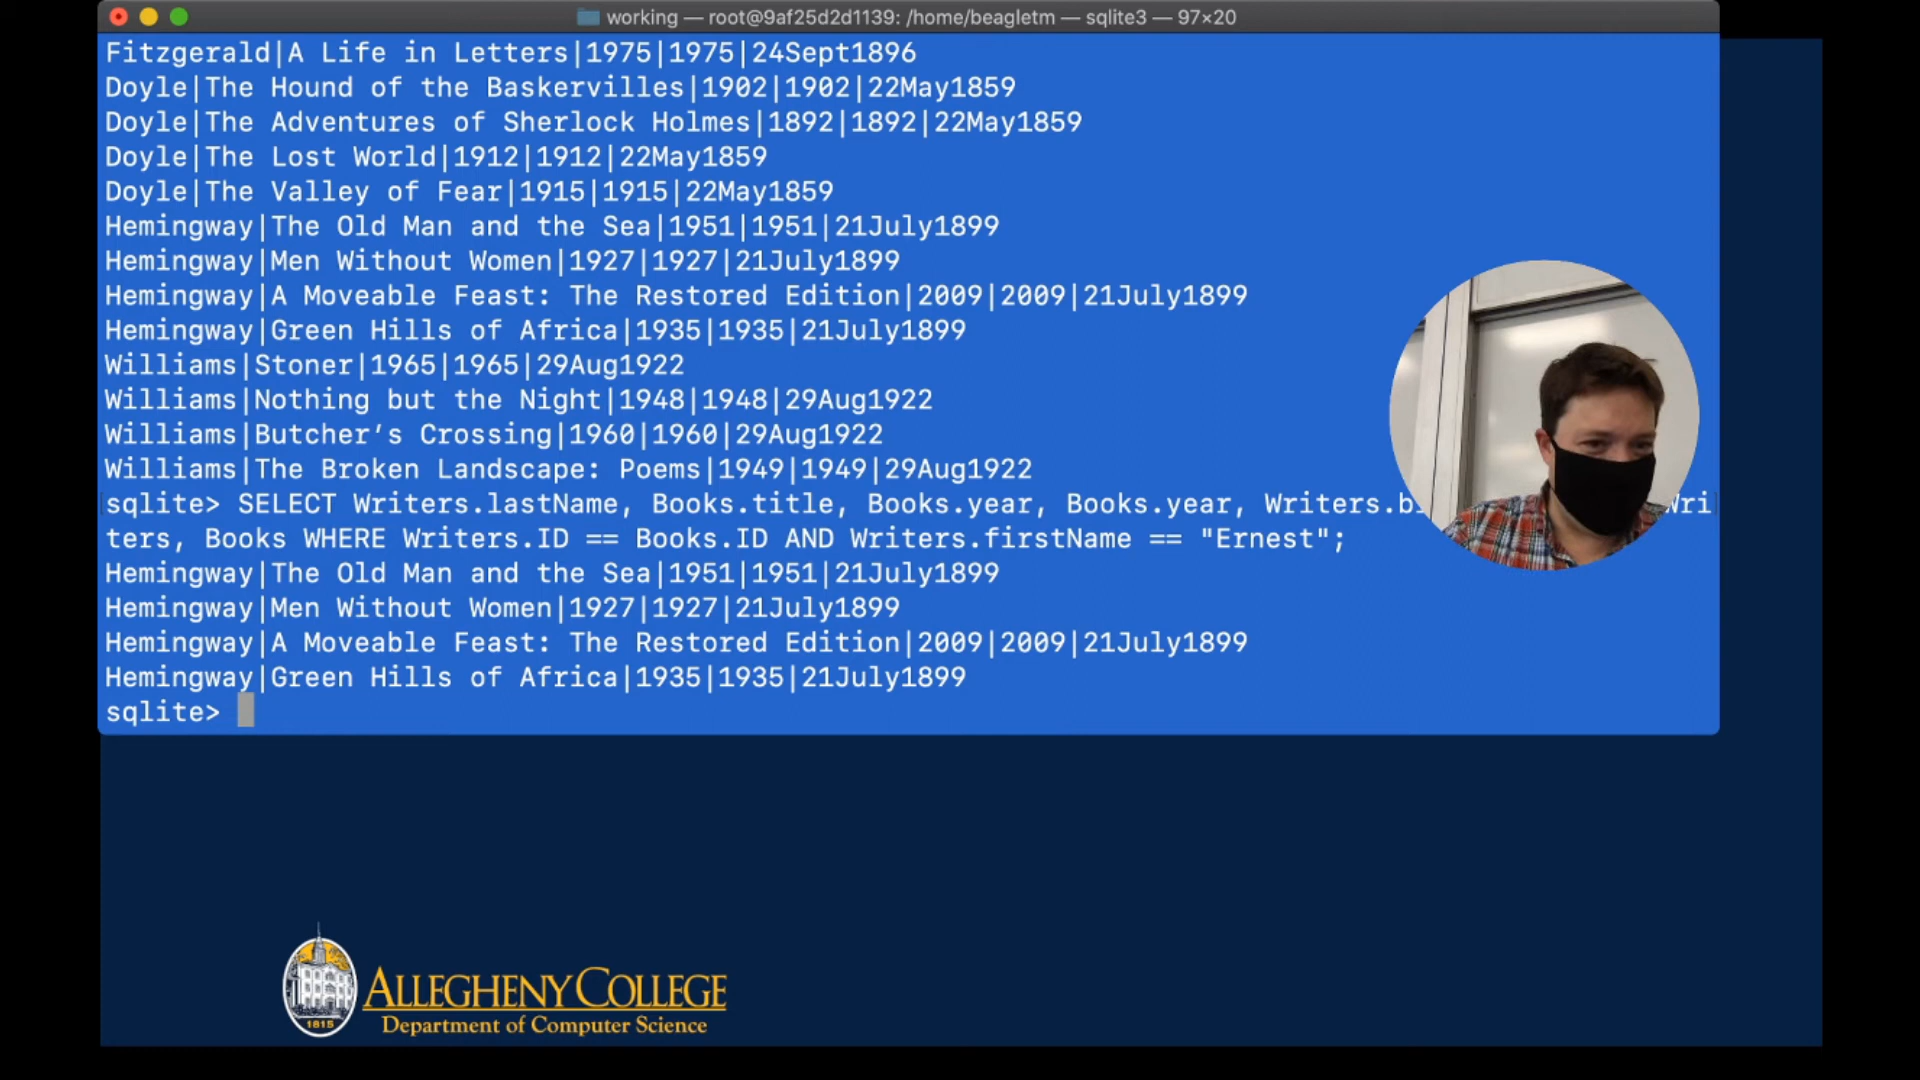 working — root@9af25d2d1139: /home/beagletm — sqlite3 — 97×20
Fitzgerald|A Life in Letters|1975|1975|24Sept1896
Doyle|The Hound of the Baskervilles|1902|1902|22May1859
Doyle|The Adventures of Sherlock Holmes|1892|1892|22May1859
Doyle|The Lost World|1912|1912|22May1859
Doyle|The Valley of Fear|1915|1915|22May1859
Hemingway|The Old Man and the Sea|1951|1951|21July1899
Hemingway|Men Without Women|1927|1927|21July1899
Hemingway|A Moveable Feast: The Restored Edition|2009|2009|21July1899
Hemingway|Green Hills of Africa|1935|1935|21July1899
Williams|Stoner|1965|1965|29Aug1922
Williams|Nothing but the Night|1948|1948|29Aug1922
Williams|Butcher’s Crossing|1960|1960|29Aug1922
Williams|The Broken Landscape: Poems|1949|1949|29Aug1922
sqlite> SELECT Writers.lastName, Books.title, Books.year, Books.year, Writers. Wri
ters, Books WHERE Writers.ID == Books.ID AND Writers.firstName == "Ernest";
Hemingway|The Old Man and the Sea|1951|1951|21July1899
Hemingway|Men Without Women|1927|1927|21July1899
Hemingway|A Moveable Feast: The Restored Edition|2009|2009|21July1899
Hemingway|Green Hills of Africa|1935|1935|21July1899
sqlite>
1815
ALLEGHENY COLLEGE
Department of Computer Science